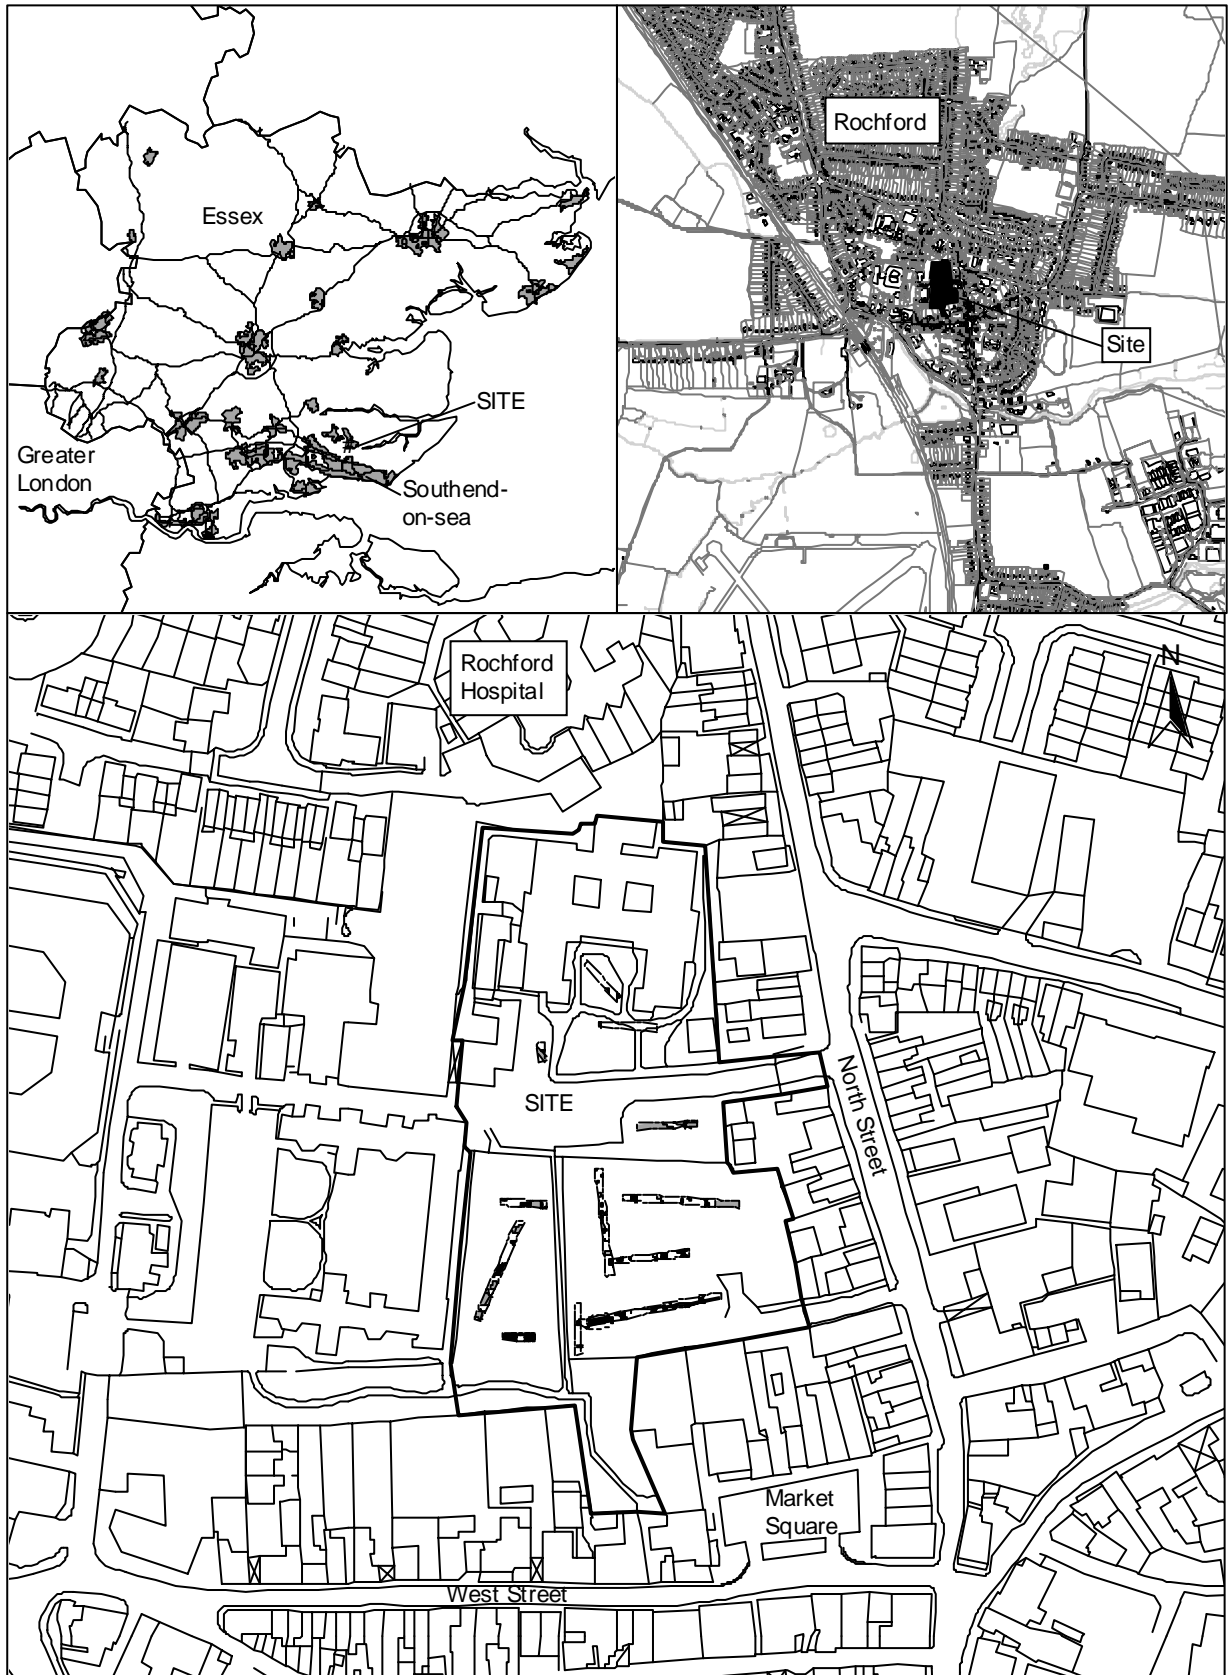 Essex
SITE
Greater
London
Southend-
on-sea
Rochford
Site
Rochford
Hospital
N
SITE
North Street
Market
Square
West Street